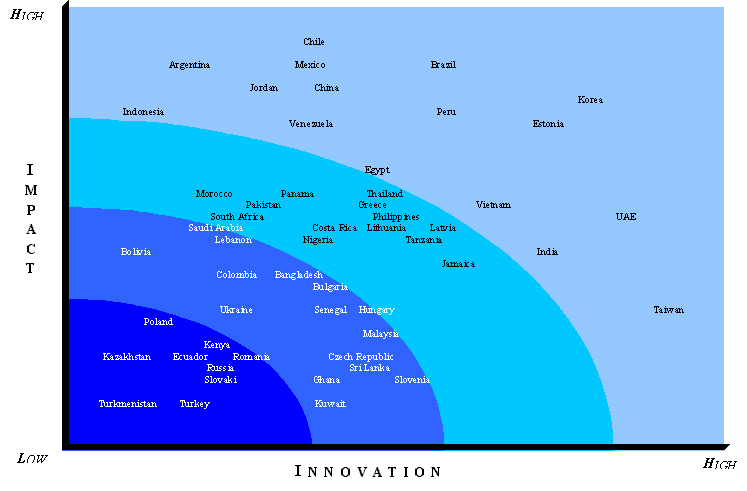 HIGH
Chile
Argentina Mexico Brazil
Jordan China
Korea
Indonesia Peru
Venezuela Estonia
IMPACT
Egypt
Morocco Panama Thailand
Pakistan Greece Vietnam
South Africa Philippines UAE
Saudi Arabia Costa Rica Lithuania Latvia
Lebanon Nigeria Tanzania
Bolivia India
Jamaica
Colombia Bangladesh
Bulgaria
Ukraine Senegal Hungary Taiwan
Poland
Malaysia
Kenya
Kazakhstan Ecuador Romania Czech Republic
Russia Sri Lanka
Slovaki Ghana Slovenia
Turkmenistan Turkey Kuwait
LOW
INNOVATION
HIGH